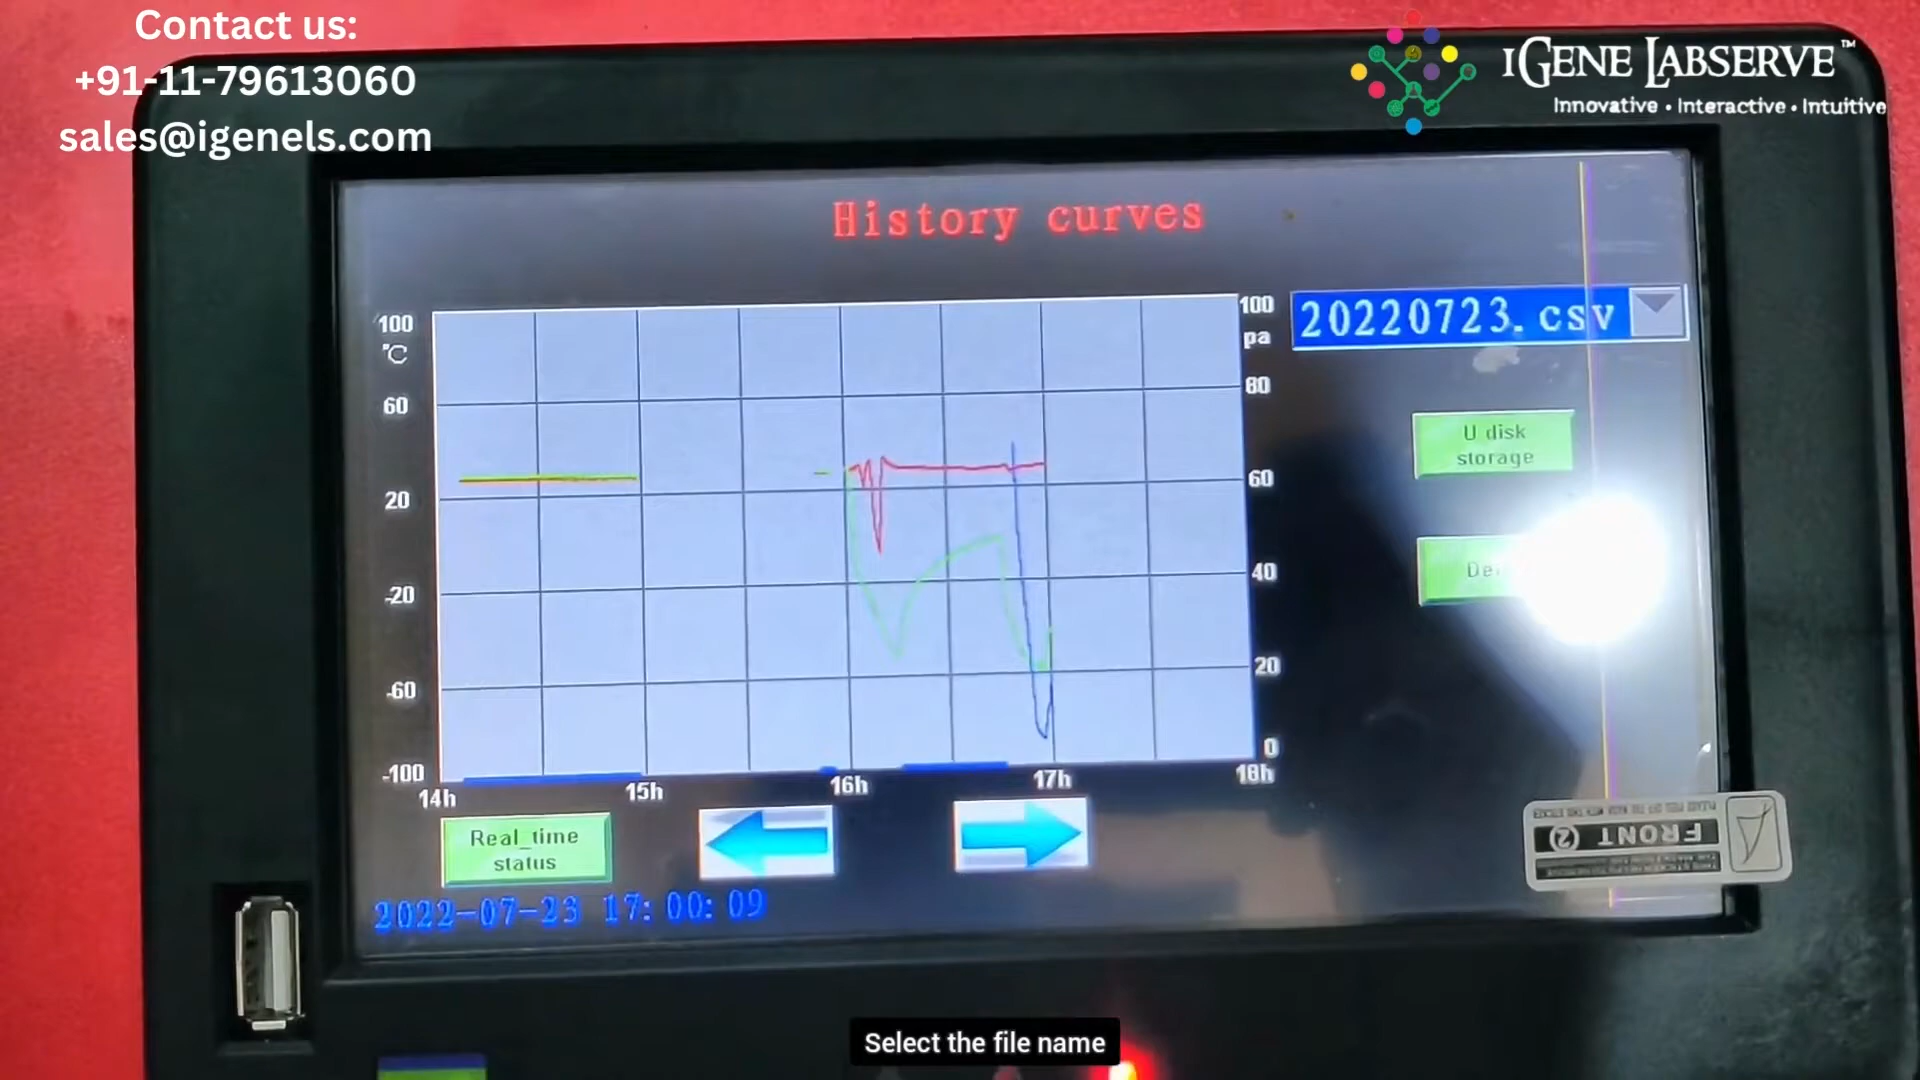 Contact us:
+91-11-79613060
sales@igenels.com
iGene Labserve™
Innovative • Interactive • Intuitive
History curves
100
℃
60
20
-20
-60
-100
100
pa
80
60
40
20
0
14h
15h
16h
17h
18h
20220723.csv
U disk
storage
Real_time
status
2022-07-23 17:00:09
FRONT 2
Select the file name